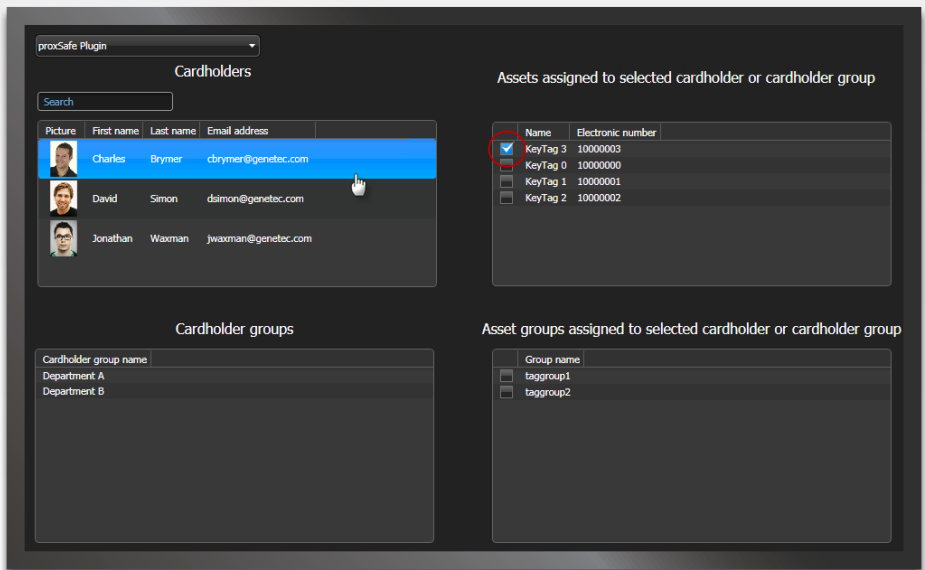 proxSafe Plugin
Cardholders
Search
Picture First name Last name Email address
Charles Brymer cbrymer@genetec.com
David Simon dsimon@genetec.com
Jonathan Waxman jwaxman@genetec.com
Assets assigned to selected cardholder or cardholder group
Name Electronic number
KeyTag 3 10000003
KeyTag 0 10000000
KeyTag 1 10000001
KeyTag 2 10000002
Cardholder groups
Cardholder group name
Department A
Department B
Asset groups assigned to selected cardholder or cardholder group
Group name
taggroup1
taggroup2